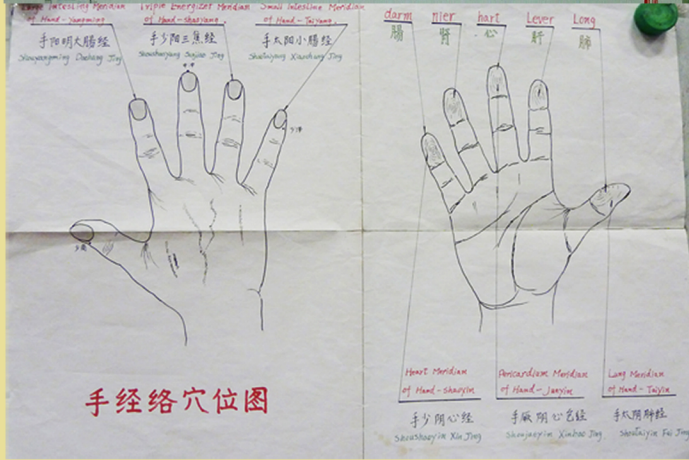 Large Intesting Meridian
of Hand-Yangming
手阳明大肠经
Shouyangming Dachang Jing
Triple Energizer Meridian
of Hand-Shaoyang
手少阳三焦经
Shoushaoyang Sanjiao Jing
Small Intestine Meridian
of Hand-Taiyang
手太阳小肠经
Shoutaiyang Xiaochang Jing
darm nier hart Lever Long
腸 腎 心 肝 肺
手经络穴位图
Heart Meridian
of Hand-Shaoyin
手少阴心经
Shoushaoyin Xin Jing
Pericardium Meridian
of Hand-Jueyin
手厥阴心包经
Shoujueyin Xinbao Jing
Lung Meridian
of Hand-Taiyin
手太阴肺经
Shoutaiyin Fei Jing